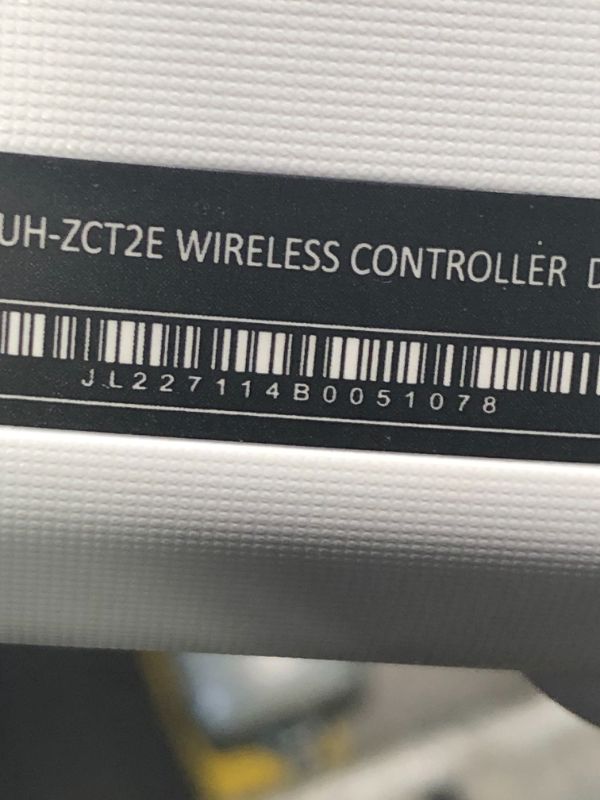 UH-ZCT2E WIRELESS CONTROLLER D
JL227114B0051078